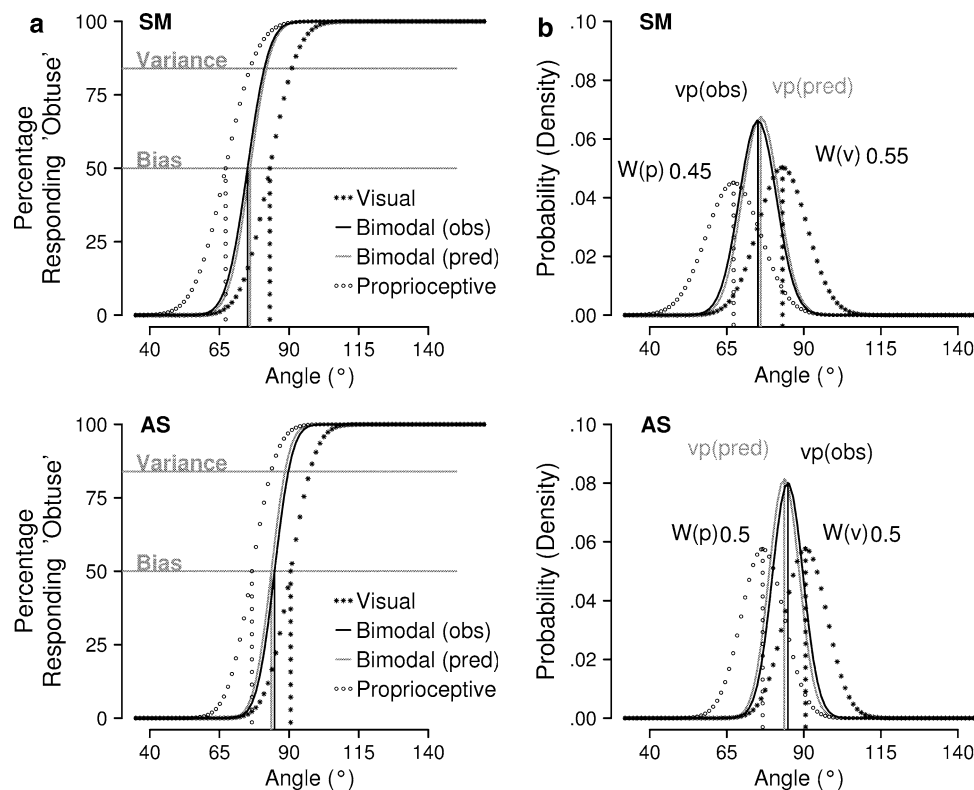 a
SM
100
75
50
25
0
Variance
Bias
Percentage
Responding 'Obtuse'
Visual
Bimodal (obs)
Bimodal (pred)
Proprioceptive
40 65 90 115 140
Angle (°)
b
SM
.10
.08
.06
.04
.02
.00
Probability (Density)
vp(obs)
vp(pred)
W(p) 0.45
W(v) 0.55
40 65 90 115 140
Angle (°)
AS
100
75
50
25
0
Variance
Bias
Percentage
Responding 'Obtuse'
Visual
Bimodal (obs)
Bimodal (pred)
Proprioceptive
40 65 90 115 140
Angle (°)
AS
.10
.08
.06
.04
.02
.00
Probability (Density)
vp(pred)
vp(obs)
W(p) 0.5
W(v) 0.5
40 65 90 115 140
Angle (°)